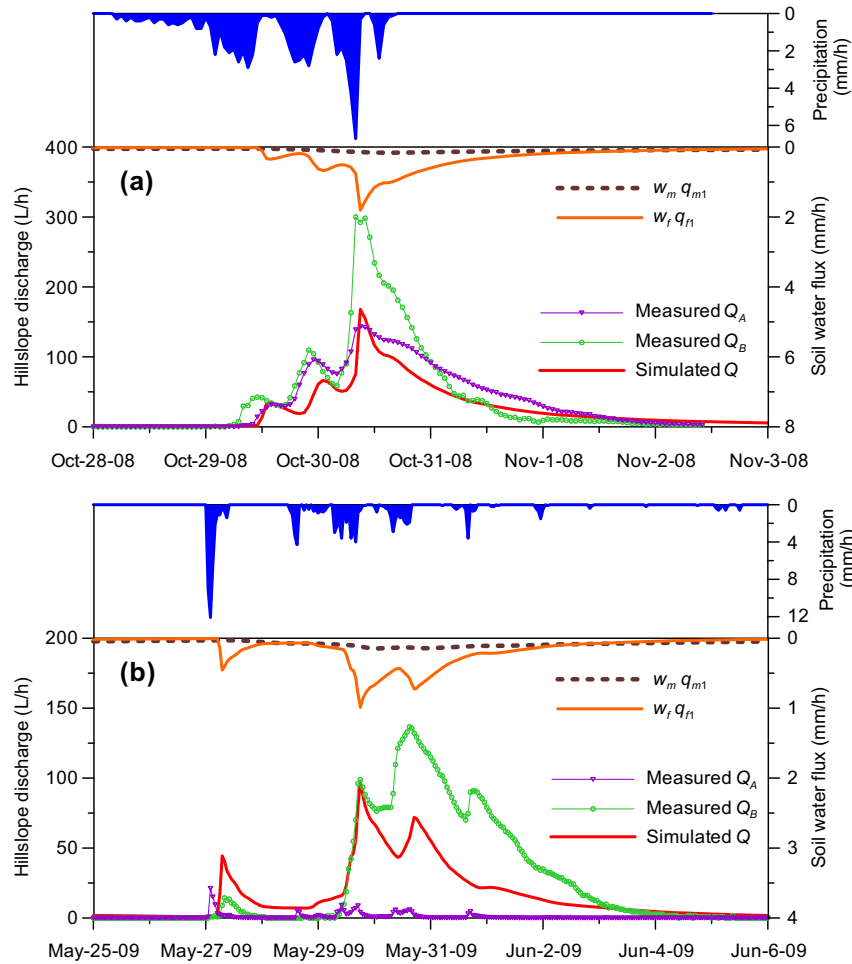 0
2
4
6
Precipitation
(mm/h)
400
300
200
100
0
Hillslope discharge (L/h)
(a)
0
2
4
6
8
Soil water flux (mm/h)
w_m q_m1
w_f q_f1
Measured Q_A
Measured Q_B
Simulated Q
Oct-28-08 Oct-29-08 Oct-30-08 Oct-31-08 Nov-1-08 Nov-2-08 Nov-3-08
0
4
8
12
Precipitation
(mm/h)
200
150
100
50
0
Hillslope discharge (L/h)
(b)
0
1
2
3
4
Soil water flux (mm/h)
w_m q_m1
w_f q_f1
Measured Q_A
Measured Q_B
Simulated Q
May-25-09 May-27-09 May-29-09 May-31-09 Jun-2-09 Jun-4-09 Jun-6-09